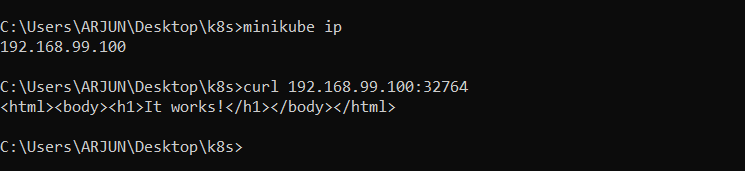 C:\Users\ARJUN\Desktop\k8s>minikube ip
192.168.99.100
C:\Users\ARJUN\Desktop\k8s>curl 192.168.99.100:32764
<html><body><h1>It works!</h1></body></html>
C:\Users\ARJUN\Desktop\k8s>